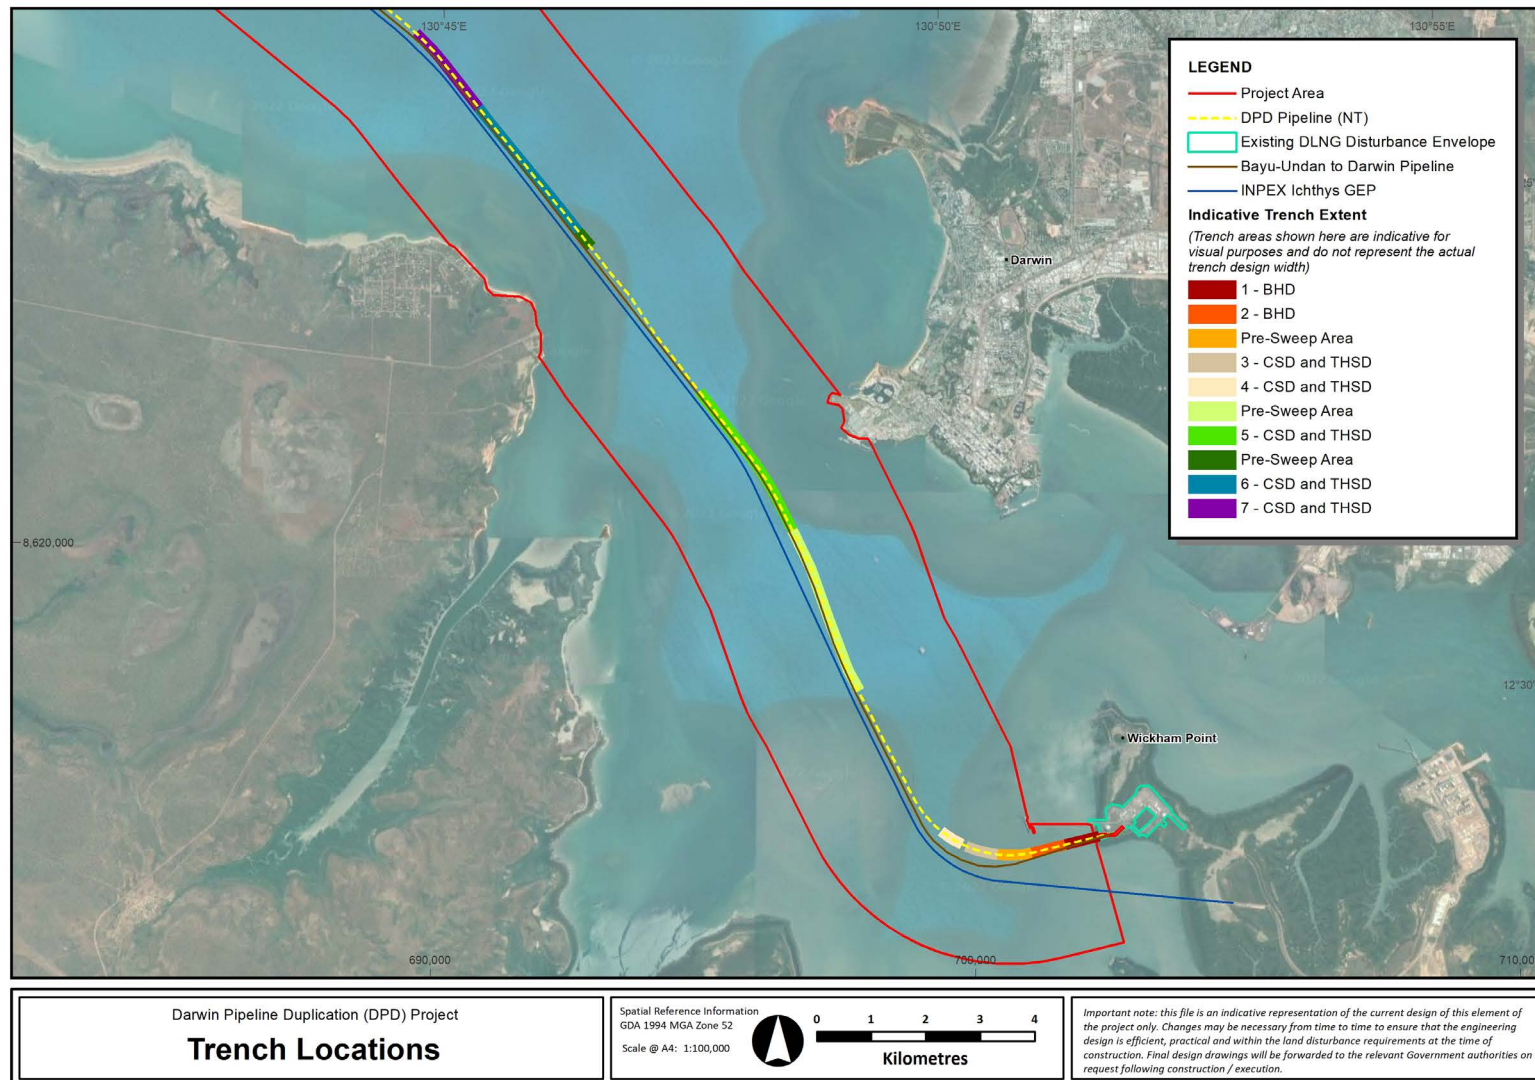 130°45'E
130°50'E
130°55'E
LEGEND
Project Area
DPD Pipeline (NT)
Existing DLNG Disturbance Envelope
Bayu-Undan to Darwin Pipeline
INPEX Ichthys GEP
Indicative Trench Extent
(Trench areas shown here are indicative for
visual purposes and do not represent the actual
trench design width)
1 - BHD
2 - BHD
Pre-Sweep Area
3 - CSD and THSD
4 - CSD and THSD
Pre-Sweep Area
5 - CSD and THSD
Pre-Sweep Area
6 - CSD and THSD
7 - CSD and THSD
Darwin
8,620,000
12°30'
Wickham Point
690,000
700,000
710,00
Darwin Pipeline Duplication (DPD) Project
Trench Locations
Spatial Reference Information
GDA 1994 MGA Zone 52
Scale @ A4: 1:100,000
0 1 2 3 4
Kilometres
Important note: this file is an indicative representation of the current design of this element of
the project only. Changes may be necessary from time to time to ensure that the engineering
design is efficient, practical and within the land disturbance requirements at the time of
construction. Final design drawings will be forwarded to the relevant Government authorities on
request following construction / execution.